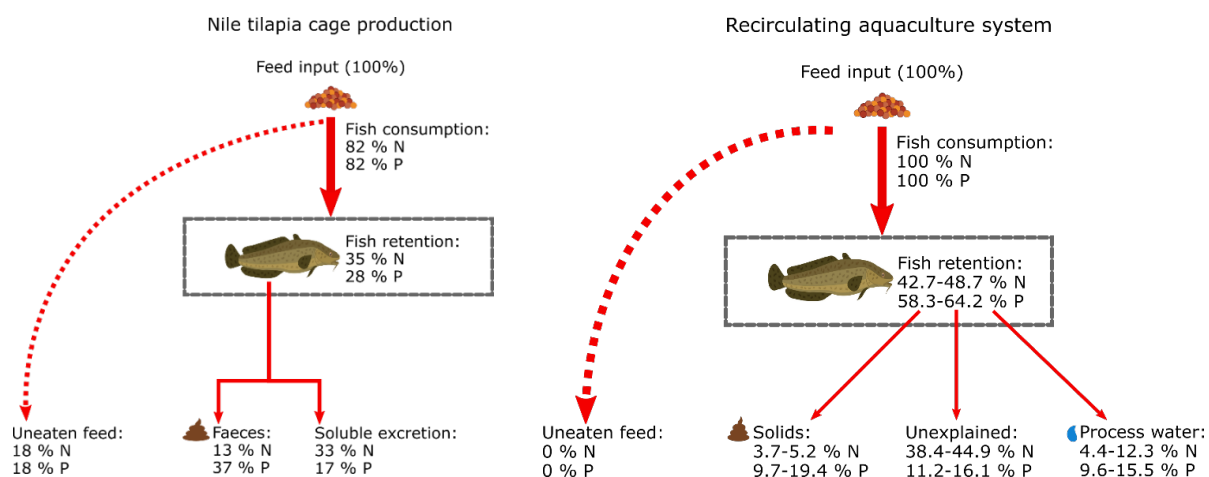 Nile tilapia cage production
Feed input (100%)
Fish consumption:
82 % N
82 % P
Fish retention:
35 % N
28 % P
Uneaten feed:
18 % N
18 % P
Faeces:
13 % N
37 % P
Soluble excretion:
33 % N
17 % P
Recirculating aquaculture system
Feed input (100%)
Fish consumption:
100 % N
100 % P
Fish retention:
42.7-48.7 % N
58.3-64.2 % P
Uneaten feed:
0 % N
0 % P
Solids:
3.7-5.2 % N
9.7-19.4 % P
Unexplained:
38.4-44.9 % N
11.2-16.1 % P
Process water:
4.4-12.3 % N
9.6-15.5 % P